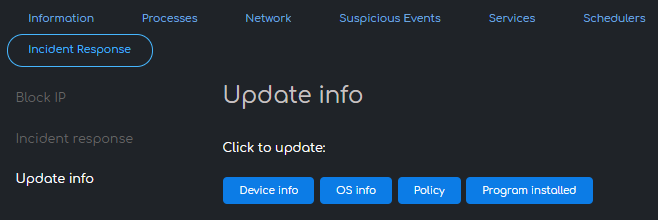 Information Processes Network Suspicious Events Services Schedulers
Incident Response
Block IP
Incident response
Update info
Update info
Click to update:
Device info OS info Policy Program installed